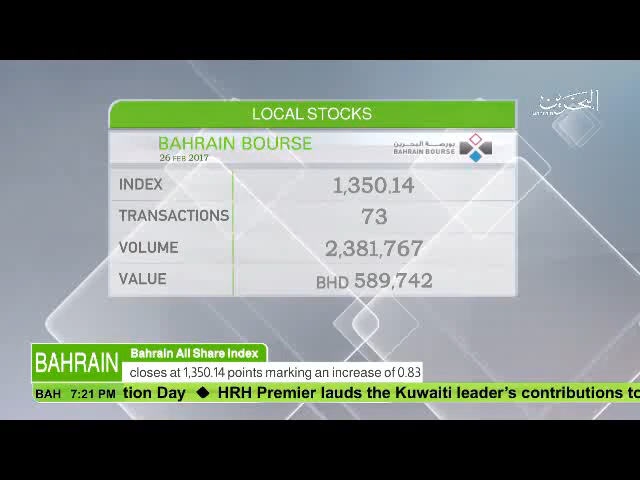 البحرين
LOCAL STOCKS
BAHRAIN BOURSE
26 FEB 2017
بورصة البحرين
BAHRAIN BOURSE
INDEX 1,350.14
TRANSACTIONS 73
VOLUME 2,381,767
VALUE BHD 589,742
BAHRAIN
Bahrain All Share Index
closes at 1,350.14 points marking an increase of 0.83
BAH 7:21 PM tion Day ◆ HRH Premier lauds the Kuwaiti leader's contributions to